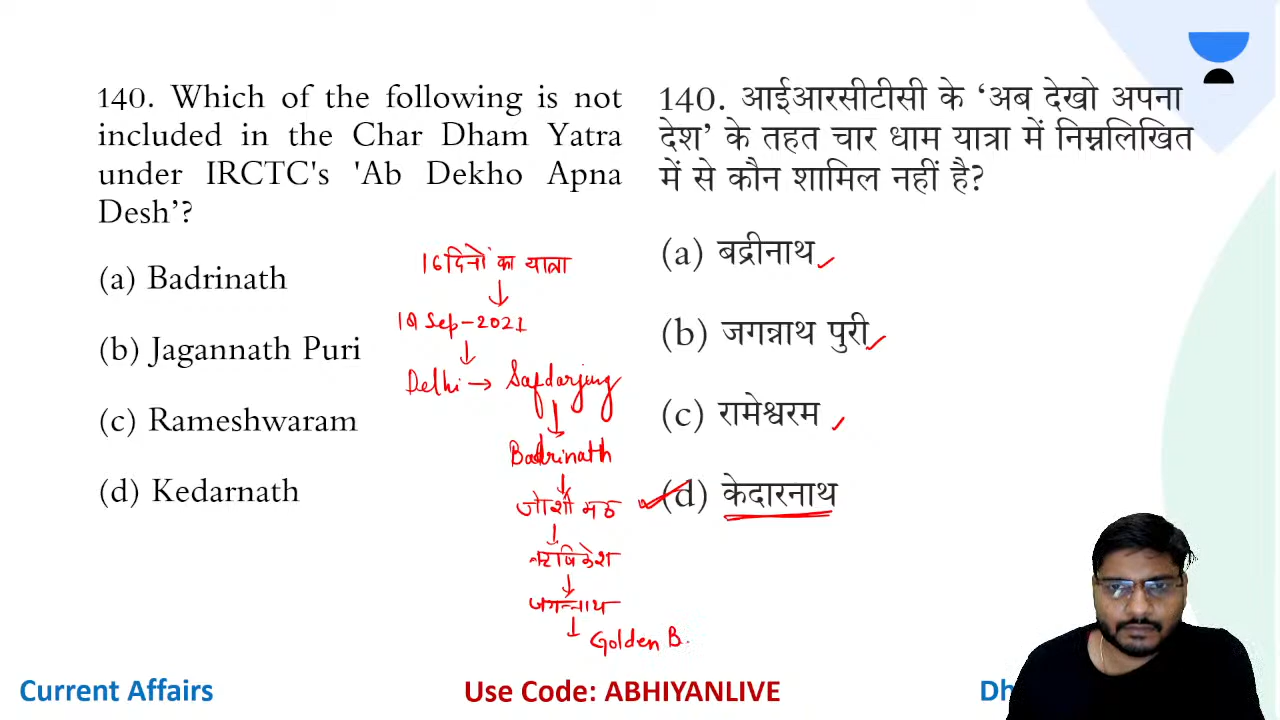 140. Which of the following is not
included in the Char Dham Yatra
under IRCTC's 'Ab Dekho Apna
Desh'?
(a) Badrinath
(b) Jagannath Puri
(c) Rameshwaram
(d) Kedarnath
140. आईआरसीटीसी के ‘अब देखो अपना
देश’ के तहत चार धाम यात्रा में निम्नलिखित
में से कौन शामिल नहीं है?
(a) बद्रीनाथ
(b) जगन्नाथ पुरी
(c) रामेश्वरम
(d) केदारनाथ
16 दिनों का यात्रा
Sep-2021
Delhi → Safdarjung
Badrinath
जोशी मठ
ऋषिकेश
जगन्नाथ
Golden B.
Current Affairs
Use Code: ABHIYANLIVE
Dh